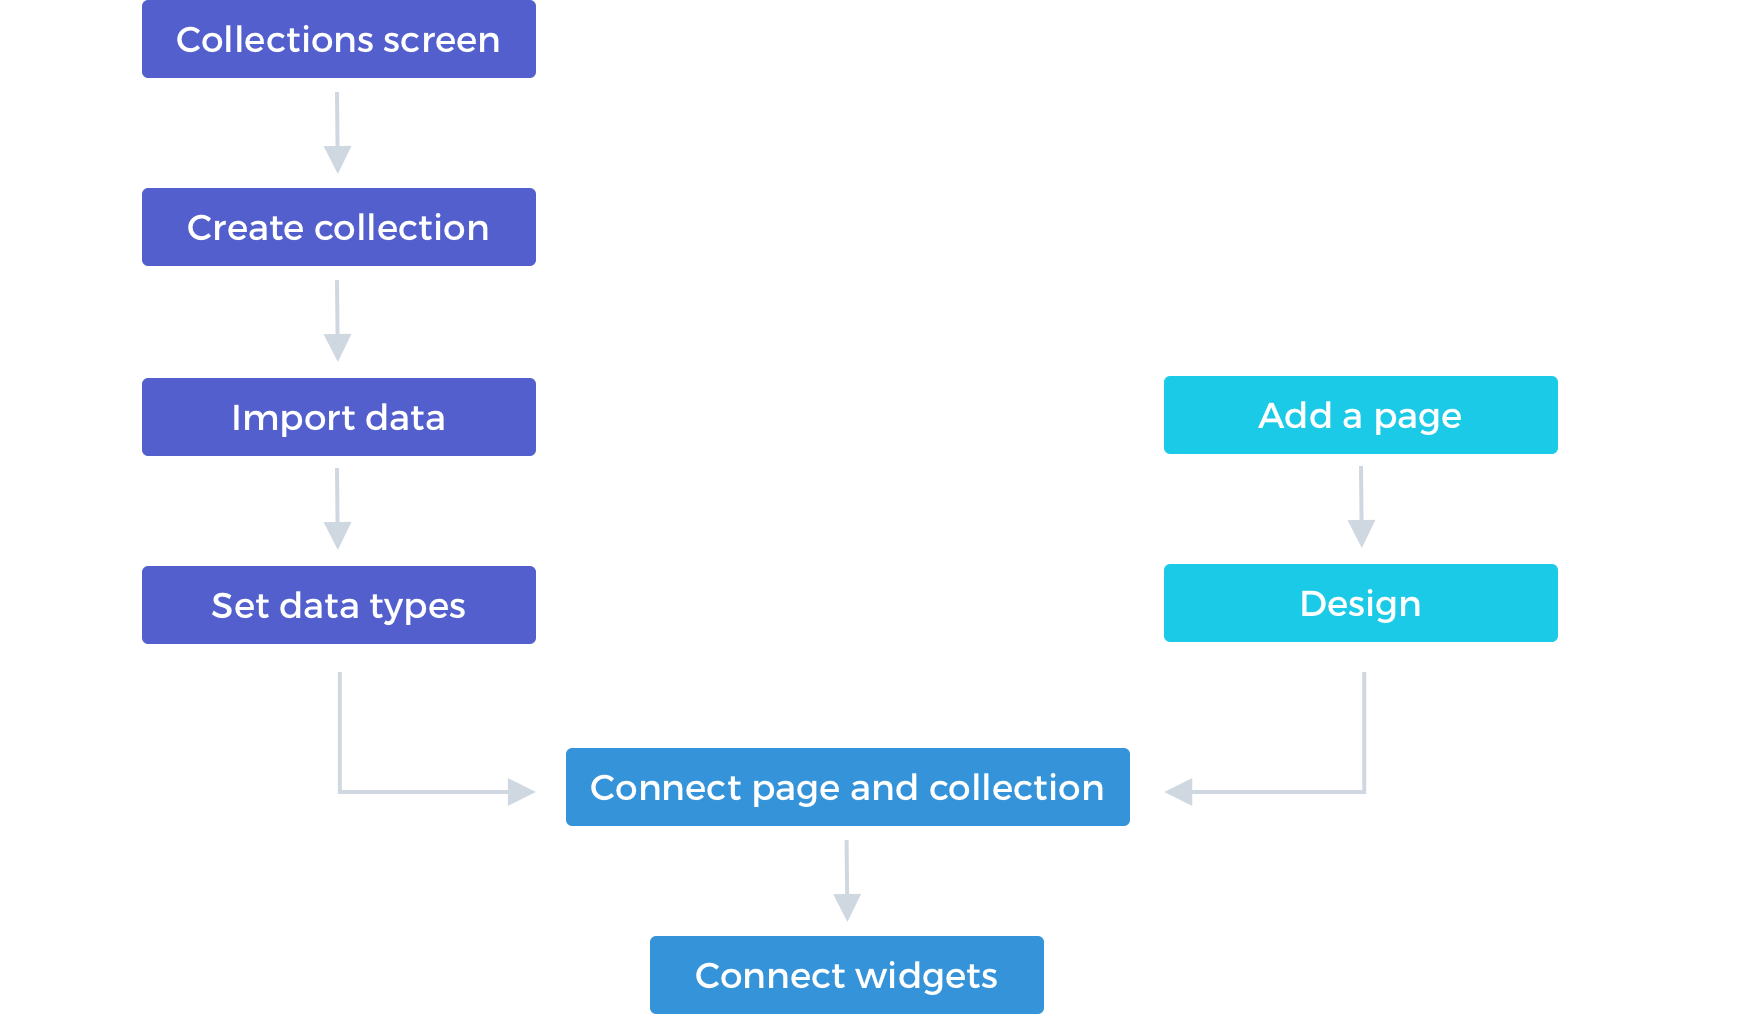 Collections screen
Create collection
Import data
Add a page
Set data types
Design
Connect page and collection
Connect widgets